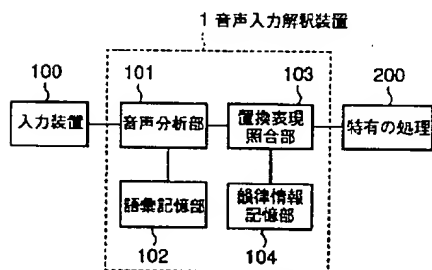 1 音声入力解釈装置
100
101
103
200
入力装置
音声分析部
置換表現
照合部
特有の処理
語彙記憶部
韻律情報
記憶部
102
104